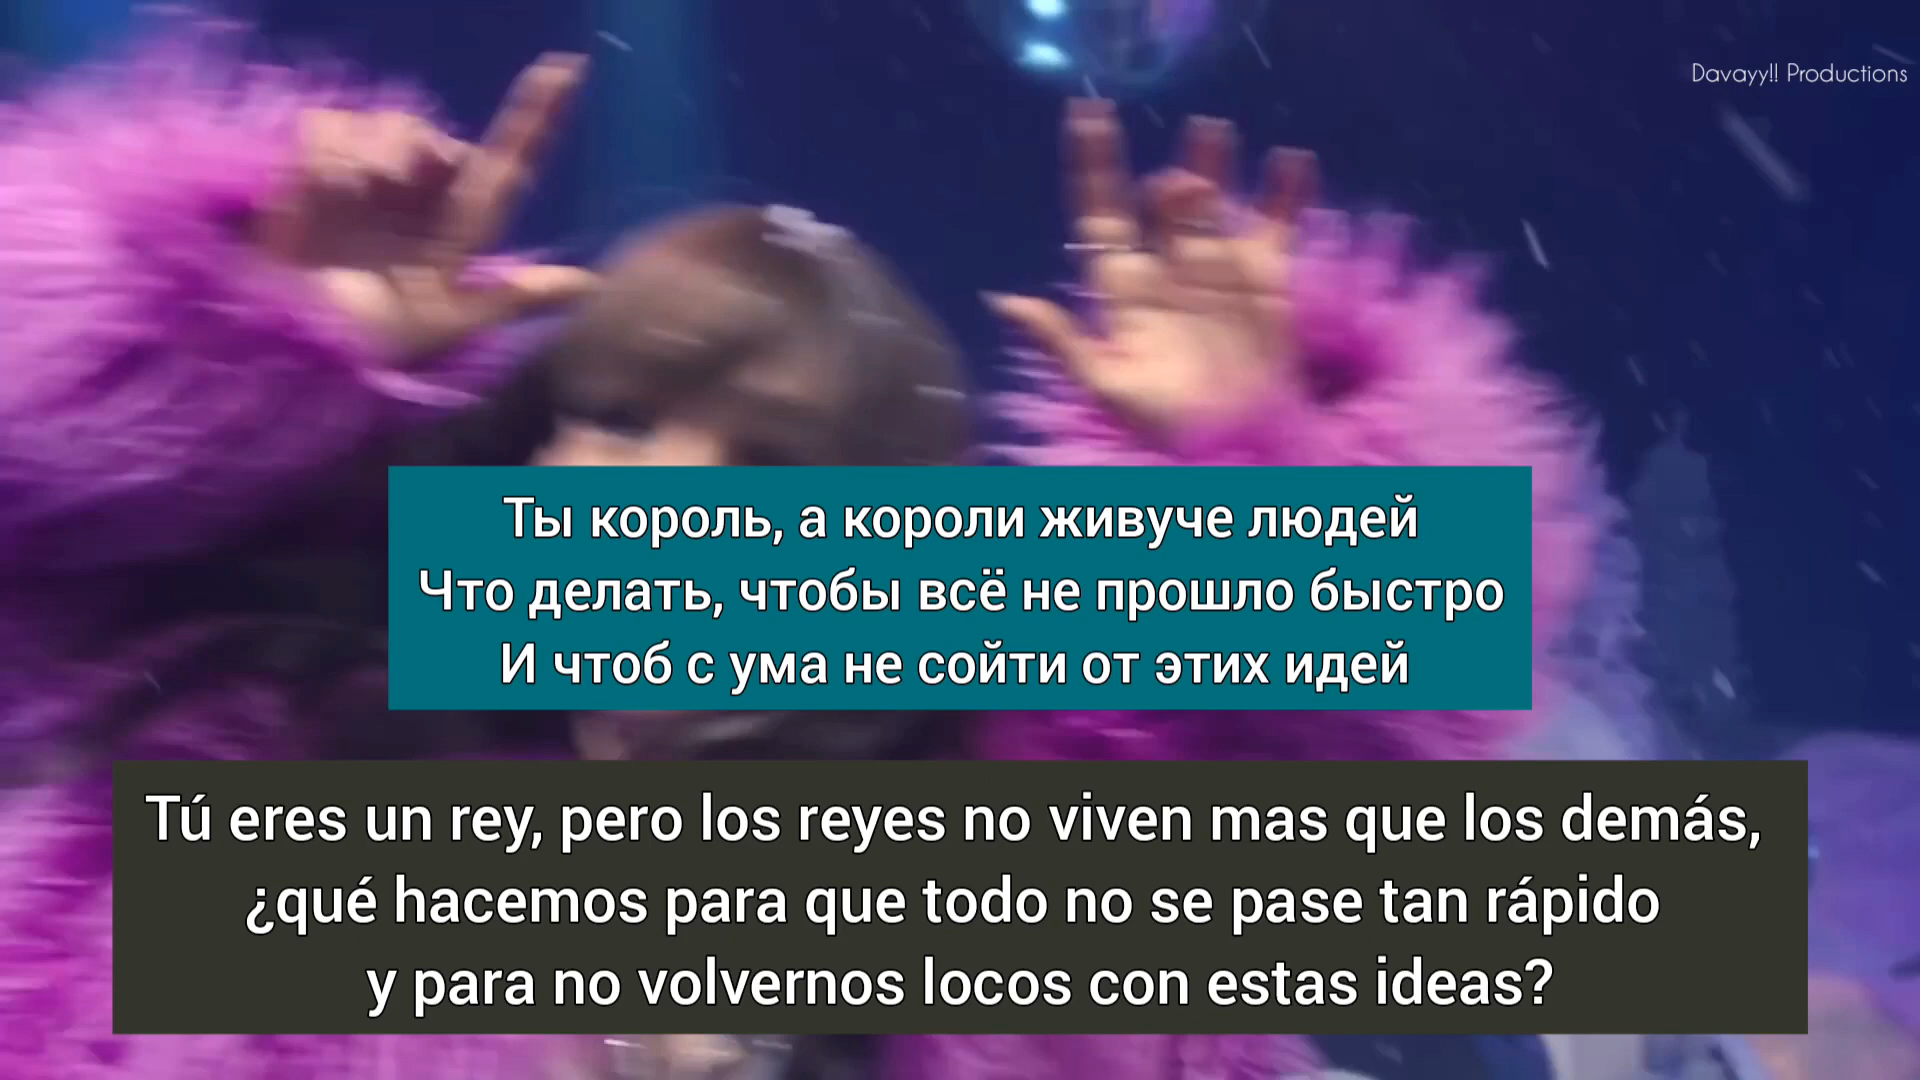 Davayy!! Productions
Ты король, а короли живуче людей
Что делать, чтобы всё не прошло быстро
И чтоб с ума не сойти от этих идей
Tú eres un rey, pero los reyes no viven mas que los demás,
¿qué hacemos para que todo no se pase tan rápido
y para no volvernos locos con estas ideas?